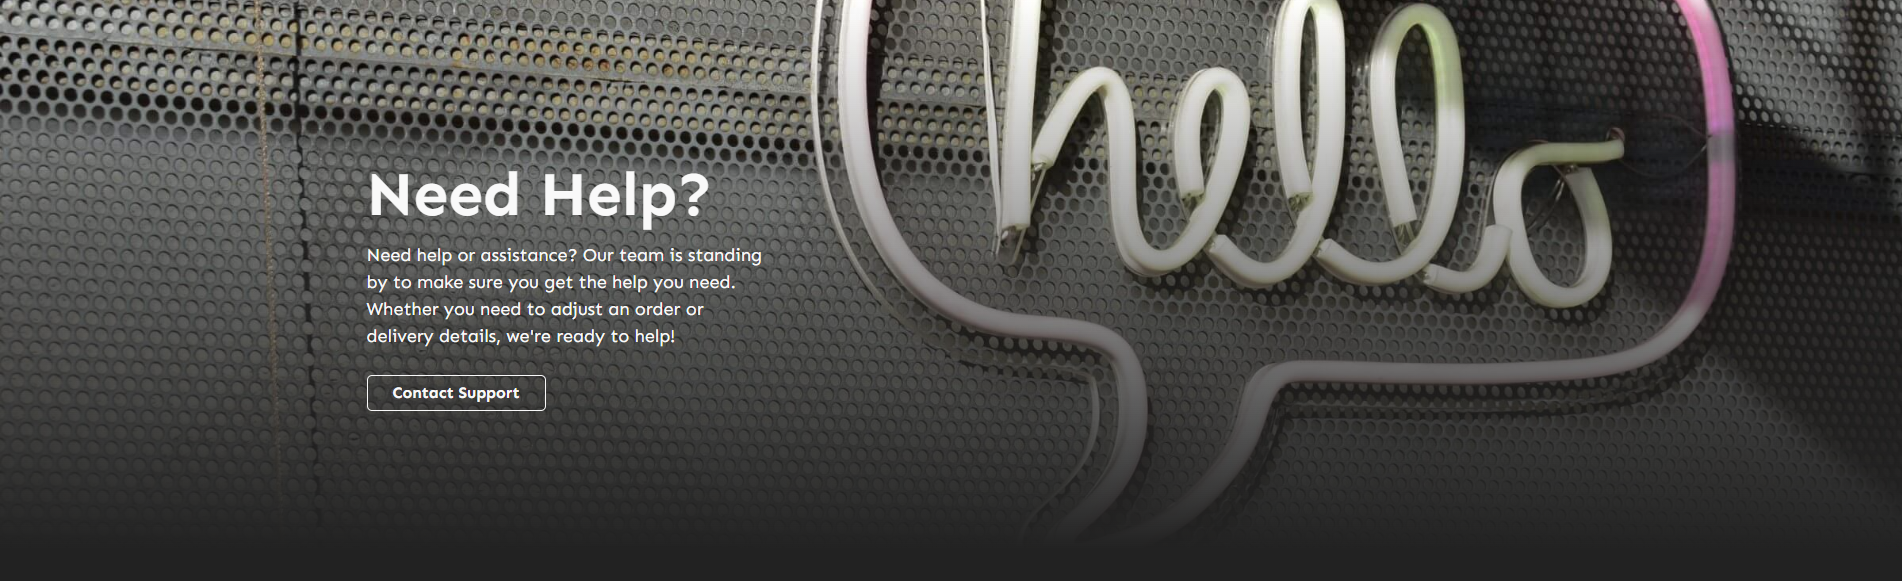 hello
Need Help?
Need help or assistance? Our team is standing
by to make sure you get the help you need.
Whether you need to adjust an order or
delivery details, we're ready to help!
Contact Support